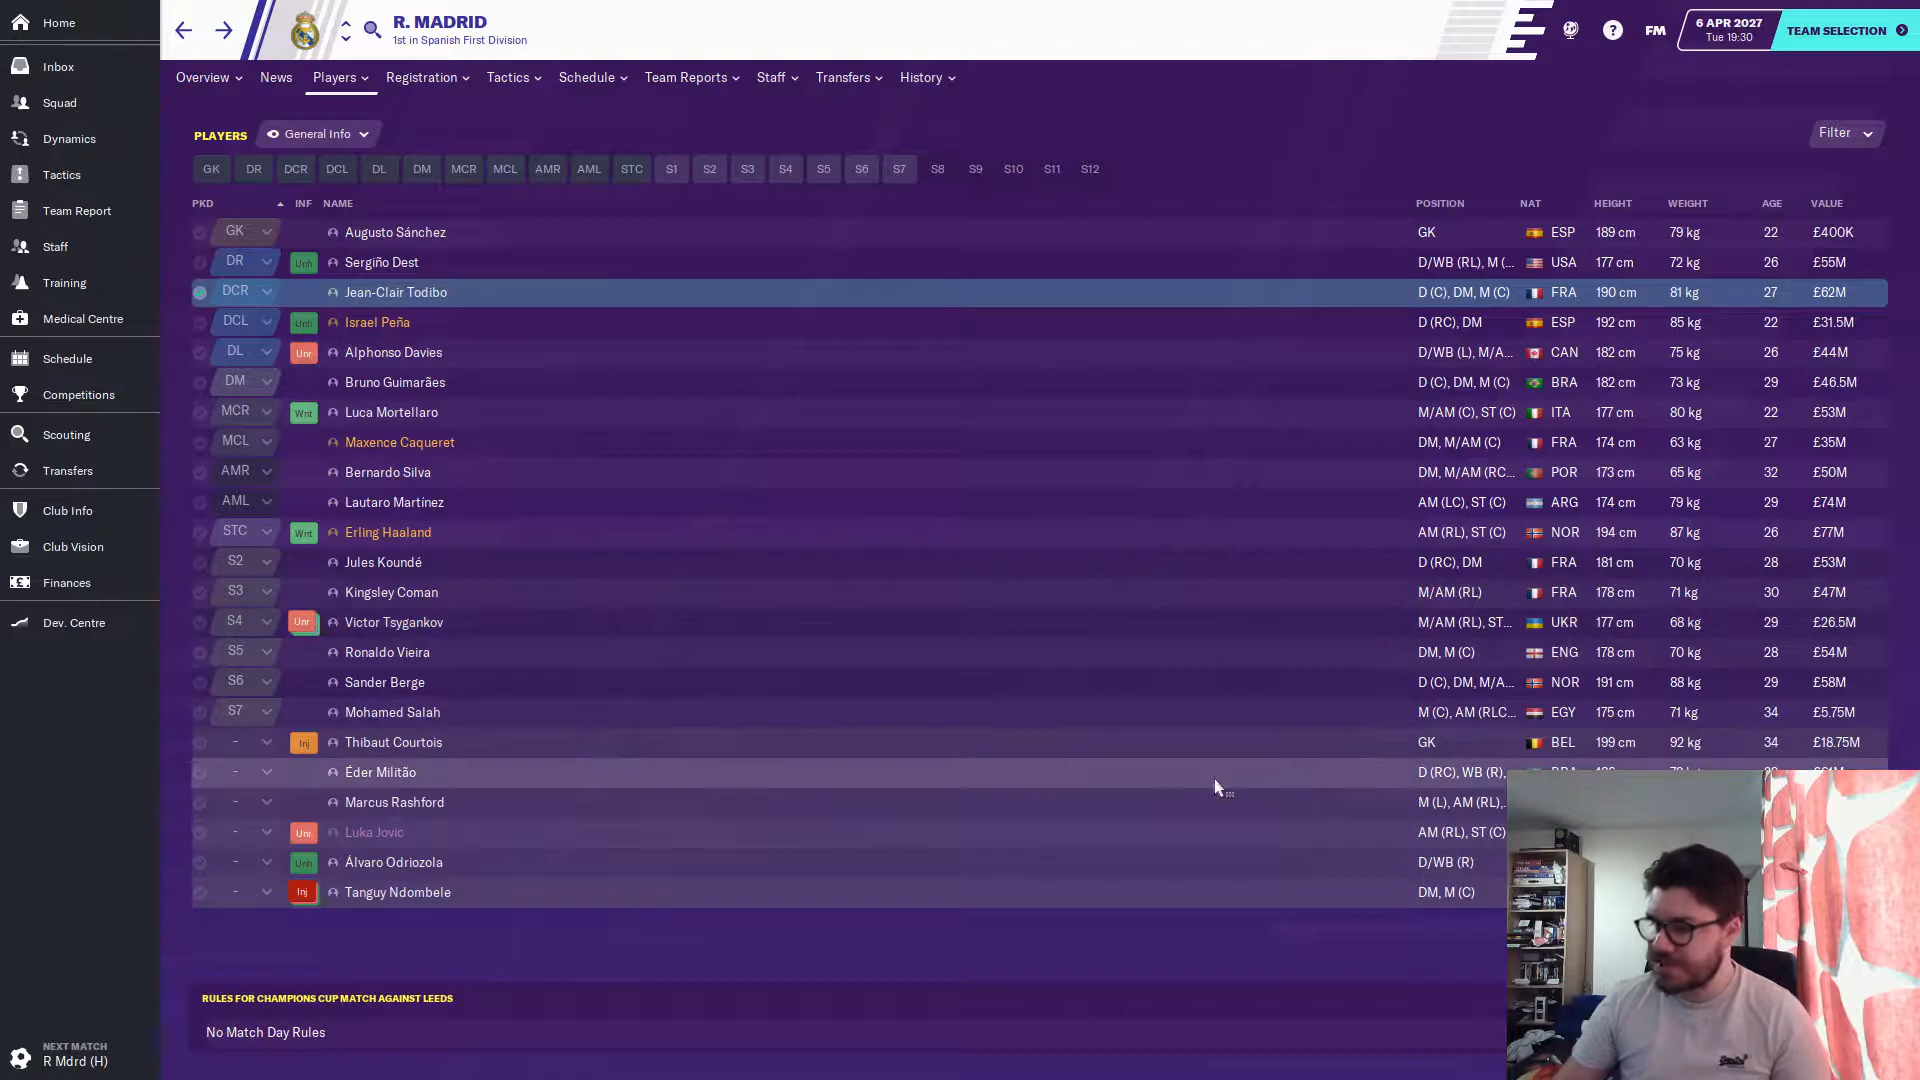 Home
Inbox
Squad
Dynamics
Tactics
Team Report
Staff
Training
Medical Centre
Schedule
Competitions
Scouting
Transfers
Club Info
Club Vision
Finances
Dev. Centre
NEXT MATCH
R Mdrd (H)
R. MADRID
1st in Spanish First Division
FM
6 APR 2027
Tue 19:30
TEAM SELECTION
Overview News Players Registration Tactics Schedule Team Reports Staff Transfers History
PLAYERS General Info Filter
GK DR DCR DCL DL DM MCR MCL AMR AML STC S1 S2 S3 S4 S5 S6 S7 S8 S9 S10 S11 S12
PKD INF NAME POSITION NAT HEIGHT WEIGHT AGE VALUE
GK Augusto Sánchez GK ESP 189 cm 79 kg 22 £400K
DR Unh Sergiño Dest D/WB (RL), M (... USA 177 cm 72 kg 26 £55M
DCR Jean-Clair Todibo D (C), DM, M (C) FRA 190 cm 81 kg 27 £62M
DCL Unh Israel Peña D (RC), DM ESP 192 cm 85 kg 22 £31.5M
DL Unr Alphonso Davies D/WB (L), M/A... CAN 182 cm 75 kg 26 £44M
DM Bruno Guimarães D (C), DM, M (C) BRA 182 cm 73 kg 29 £46.5M
MCR Wnt Luca Mortellaro M/AM (C), ST (C) ITA 177 cm 80 kg 22 £53M
MCL Maxence Caqueret DM, M/AM (C) FRA 174 cm 63 kg 27 £35M
AMR Bernardo Silva DM, M/AM (RC... POR 173 cm 65 kg 32 £50M
AML Lautaro Martínez AM (LC), ST (C) ARG 174 cm 79 kg 29 £74M
STC Wnt Erling Haaland AM (RL), ST (C) NOR 194 cm 87 kg 26 £77M
S2 Jules Koundé D (RC), DM FRA 181 cm 70 kg 28 £53M
S3 Kingsley Coman M/AM (RL) FRA 178 cm 71 kg 30 £47M
S4 Unr Victor Tsygankov M/AM (RL), ST... UKR 177 cm 68 kg 29 £26.5M
S5 Ronaldo Vieira DM, M (C) ENG 178 cm 70 kg 28 £54M
S6 Sander Berge D (C), DM, M/A... NOR 191 cm 88 kg 29 £58M
S7 Mohamed Salah M (C), AM (RLC... EGY 175 cm 71 kg 34 £5.75M
- Inj Thibaut Courtois GK BEL 199 cm 92 kg 34 £18.75M
- Éder Militão D (RC), WB (R),
- Marcus Rashford M (L), AM (RL),
- Unr Luka Jovic AM (RL), ST (C)
- Unh Álvaro Odriozola D/WB (R)
- Inj Tanguy Ndombele DM, M (C)
RULES FOR CHAMPIONS CUP MATCH AGAINST LEEDS
No Match Day Rules